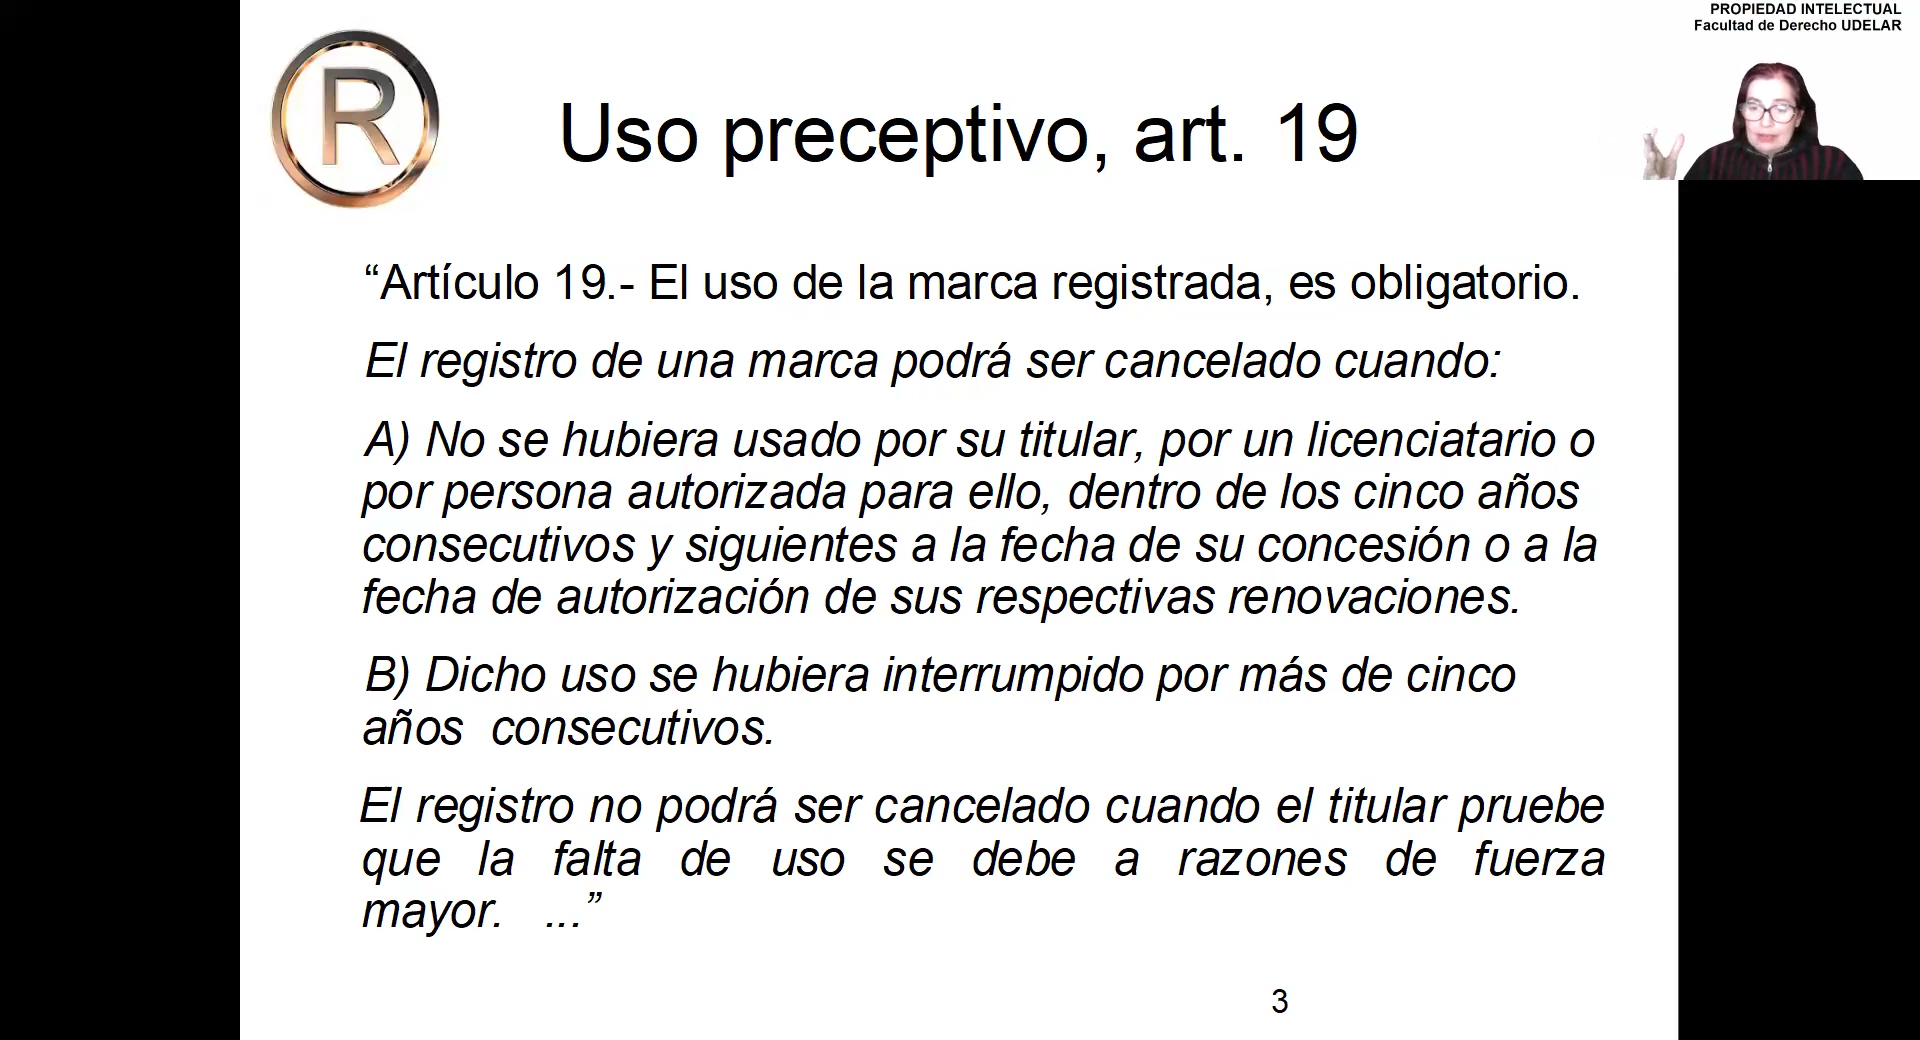 PROPIEDAD INTELECTUAL
Facultad de Derecho UDELAR
R
Uso preceptivo, art. 19
“Artículo 19.- El uso de la marca registrada, es obligatorio.
El registro de una marca podrá ser cancelado cuando:
A) No se hubiera usado por su titular, por un licenciatario o
por persona autorizada para ello, dentro de los cinco años
consecutivos y siguientes a la fecha de su concesión o a la
fecha de autorización de sus respectivas renovaciones.
B) Dicho uso se hubiera interrumpido por más de cinco
años consecutivos.
El registro no podrá ser cancelado cuando el titular pruebe
que la falta de uso se debe a razones de fuerza
mayor. ...”
3